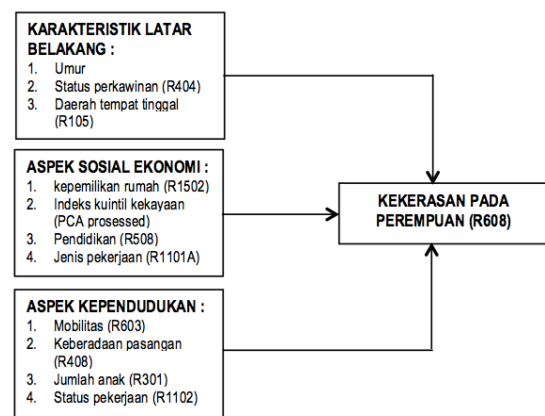 KARAKTERISTIK LATAR
BELAKANG :
1. Umur
2. Status perkawinan (R404)
3. Daerah tempat tinggal
(R105)
ASPEK SOSIAL EKONOMI :
1. kepemilikan rumah (R1502)
2. Indeks kuintil kekayaan
(PCA prosessed)
3. Pendidikan (R508)
4. Jenis pekerjaan (R1101A)
KEKERASAN PADA
PEREMPUAN (R608)
ASPEK KEPENDUDUKAN :
1. Mobilitas (R603)
2. Keberadaan pasangan
(R408)
3. Jumlah anak (R301)
4. Status pekerjaan (R1102)